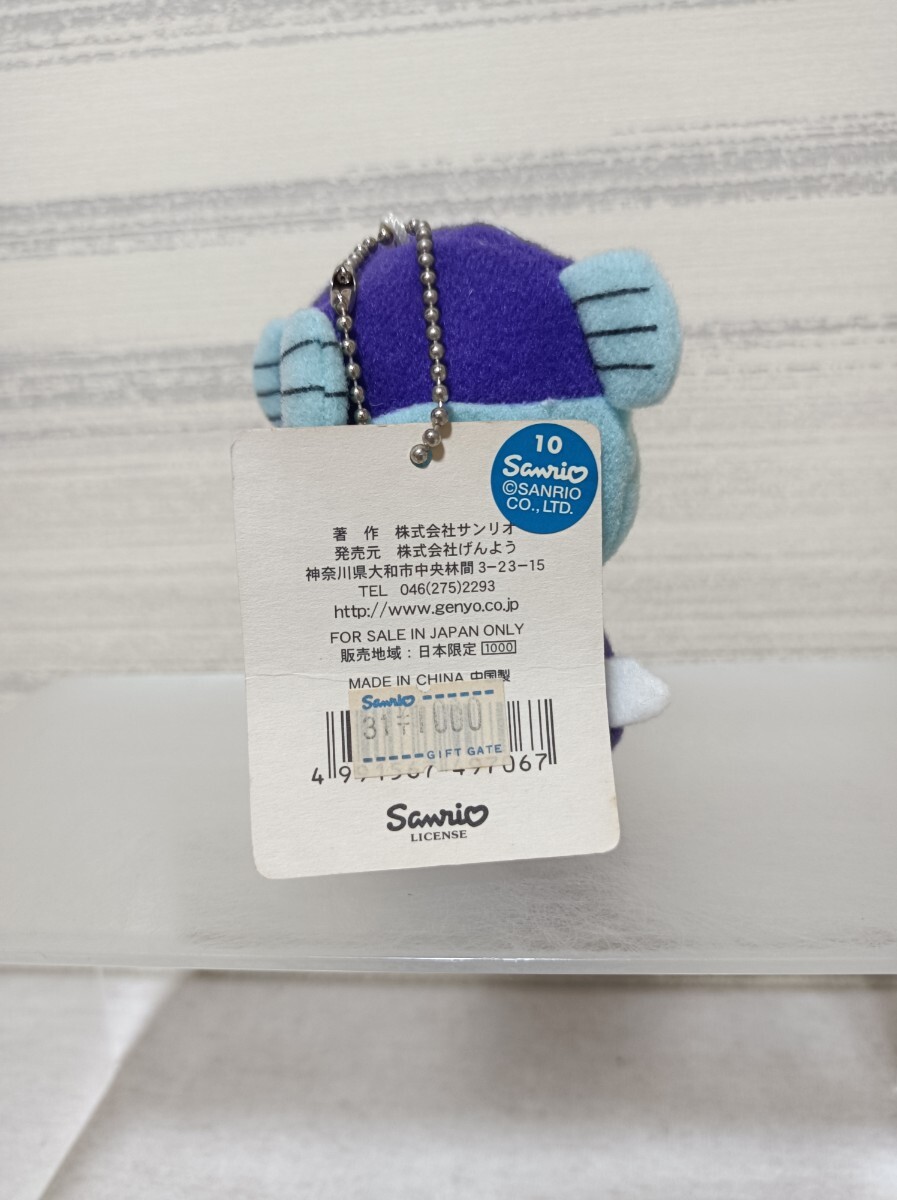 10
Sanrio
©SANRIO
CO., LTD.
著 作 株式会社サンリオ
発売元 株式会社げんよう
神奈川県大和市中央林間3-23-15
TEL 046(275)2293
http://www.genyo.co.jp
FOR SALE IN JAPAN ONLY
販売地域：日本限定 1000
MADE IN CHINA 中国製
Sanrio
GIFT GATE
Sanrio
LICENSE